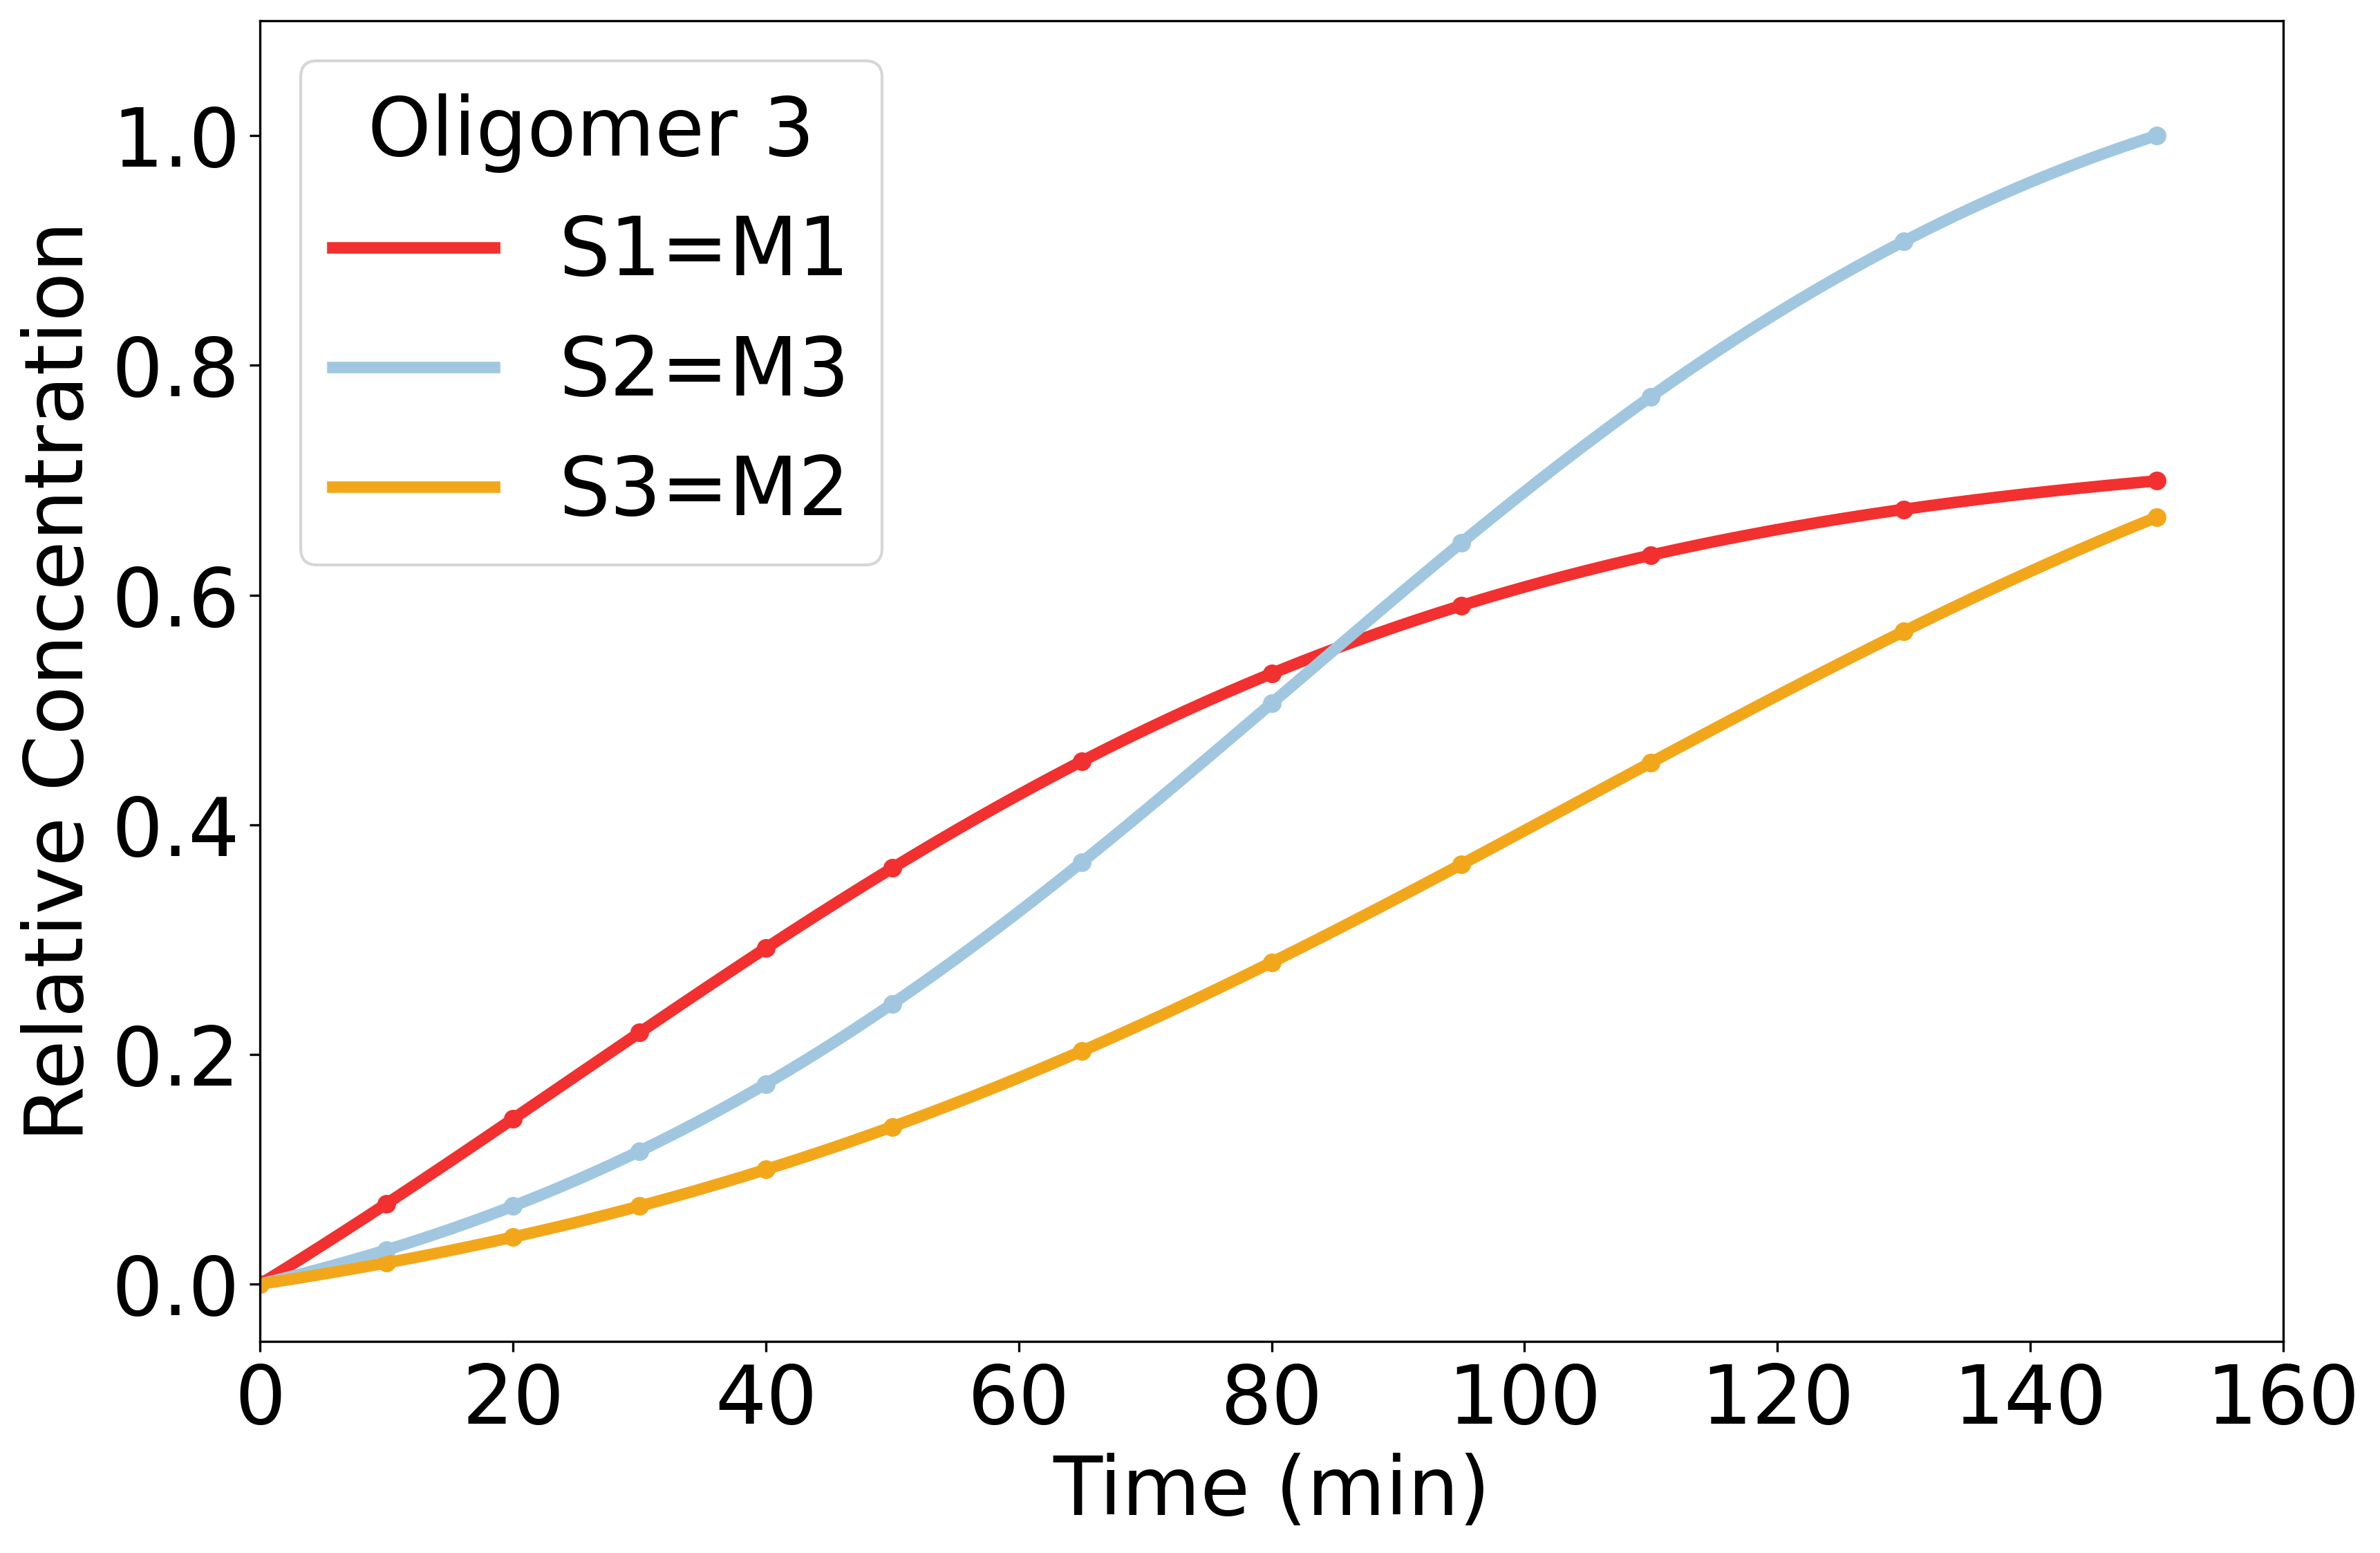 Relative Concentration
1.0
0.8
0.6
0.4
0.2
0.0
Oligomer 3
S1=M1
S2=M3
S3=M2
0 20 40 60 80 100 120 140 160
Time (min)